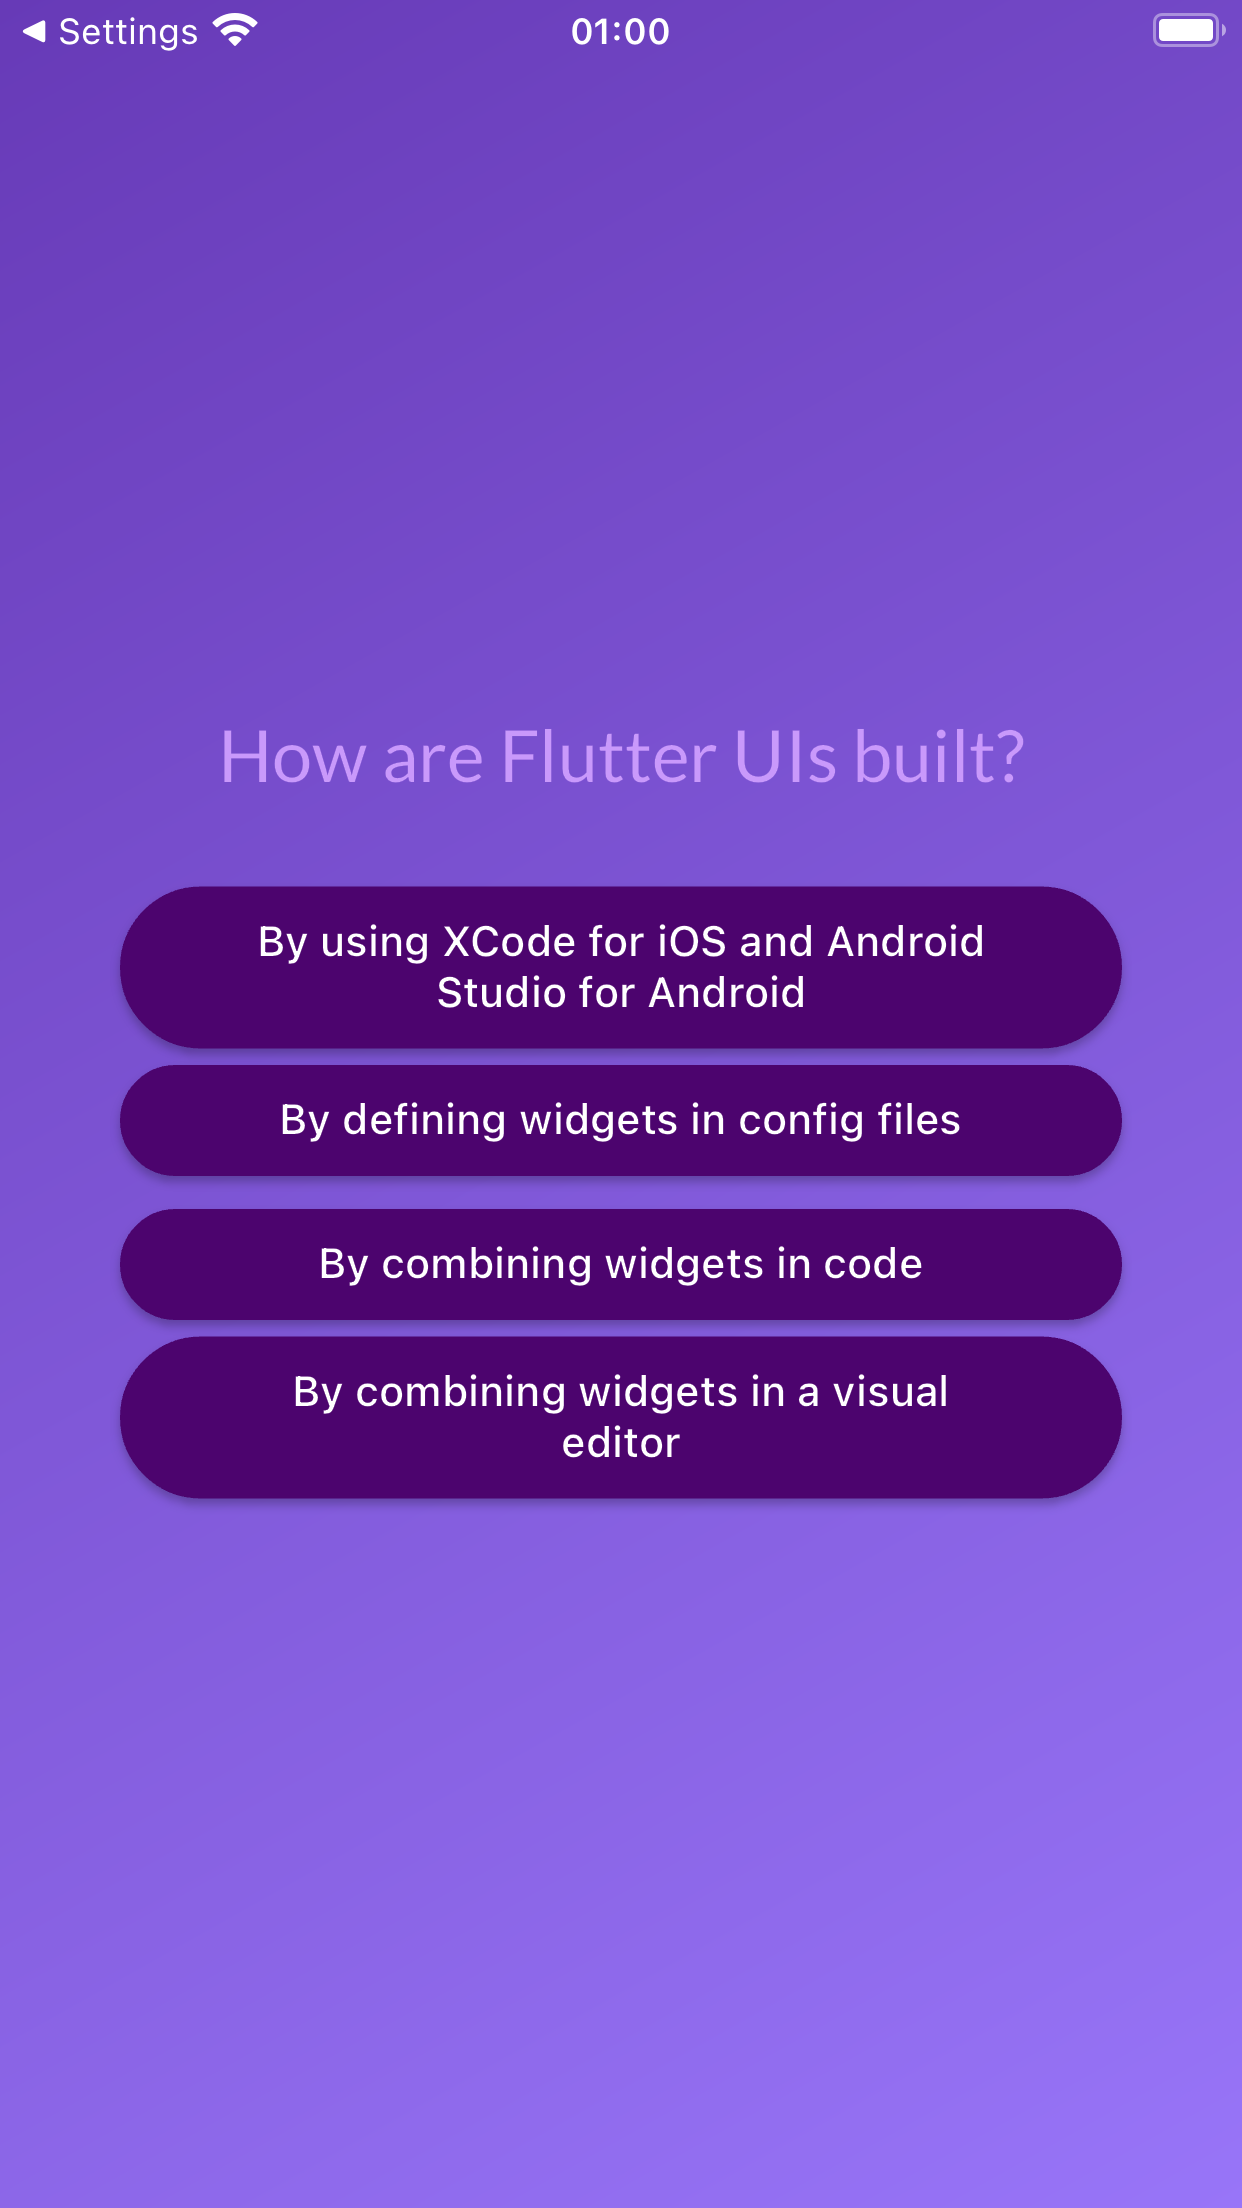 Settings
01:00
How are Flutter UIs built?
By using XCode for iOS and Android
Studio for Android
By defining widgets in config files
By combining widgets in code
By combining widgets in a visual
editor